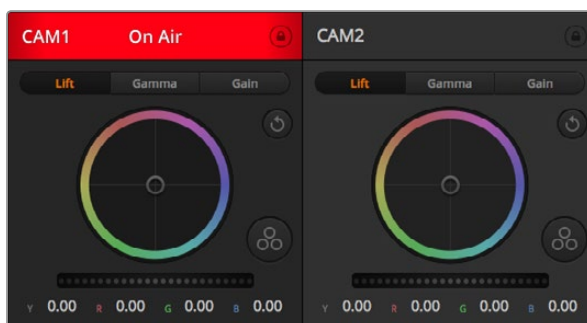 CAM1 On Air CAM2
Lift Gamma Gain Lift Gamma Gain
Y 0.00 R 0.00 G 0.00 B 0.00 Y 0.00 R 0.00 G 0.00 B 0.00